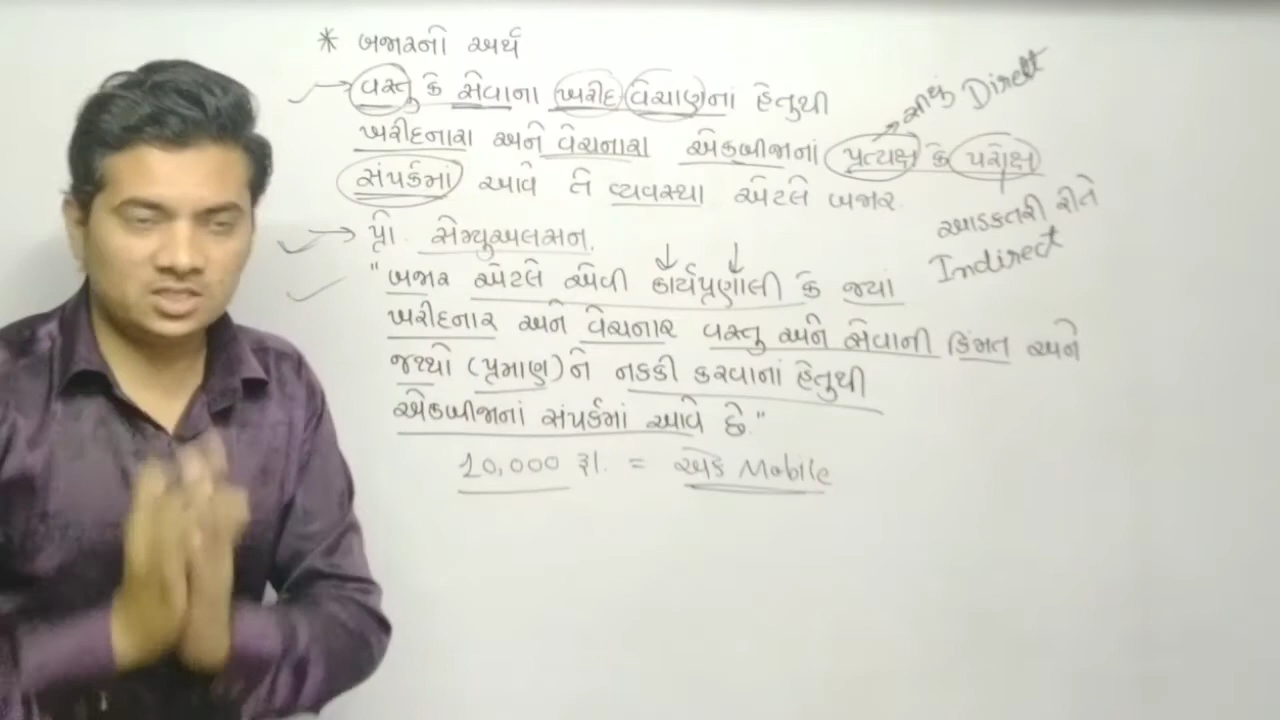 * બજારનો અર્થ
→ વસ્તુ કે સેવાના ખરીદ વેચાણનાં હેતુથી
ખરીદનારા અને વેચનારા એકબીજાનાં પ્રત્યક્ષ કે પરોક્ષ
સંપર્કમાં આવે તે વ્યવસ્થા એટલે બજાર.
→ સીધું Direct
આડકતરી રીતે
Indirect
→ પ્રો. સેમ્યુઅલસન.
"બજાર એટલે એવી કાર્યપ્રણાલી કે જ્યાં
ખરીદનાર અને વેચનાર વસ્તુ અને સેવાની કિંમત અને
જથ્થો (પ્રમાણ)ને નક્કી કરવાનાં હેતુથી
એકબીજાનાં સંપર્કમાં આવે છે."
10,000 રૂા. = એક Mobile